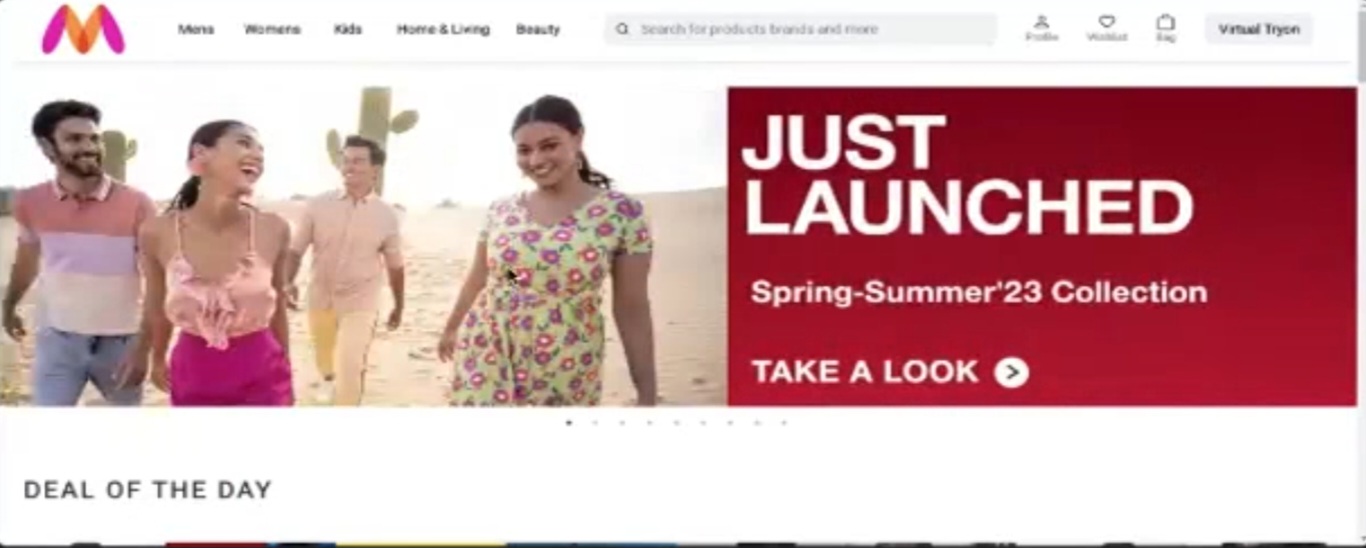 Mens Womens Kids Home & Living Beauty Search for products brands and more Profile Wishlist Bag Virtual Tryon
JUST
LAUNCHED
Spring-Summer'23 Collection
TAKE A LOOK
DEAL OF THE DAY